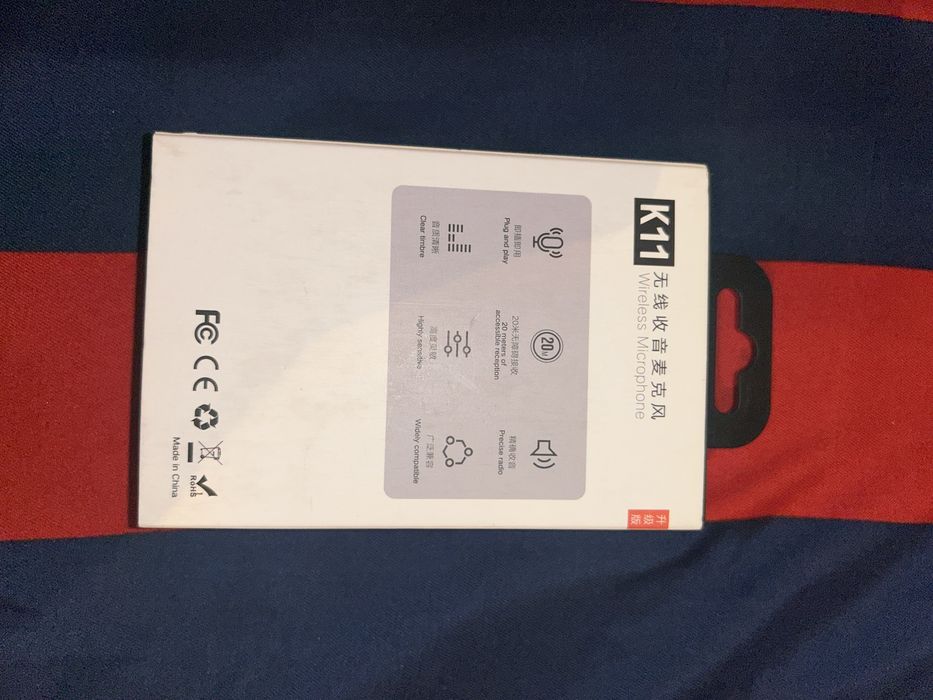 K11
无线收音麦克风
Wireless Microphone
升级版
即插即用
Plug and play
20M
20米无障碍接收
20 meters of
accessible reception
精确收音
Precise radio
音质清晰
Clear timbre
高度灵敏
Highly sensitive
广泛兼容
Widely compatible
FC CE
RoHS
Made in China